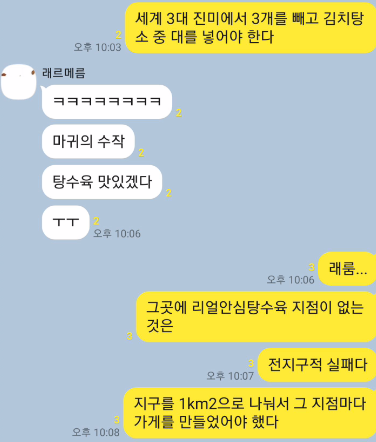 세계 3대 진미에서 3개를 빼고 김치탕
소 중 대를 넣어야 한다
2
오후 10:03
래르메름
ㅋㅋㅋㅋㅋㅋㅋㅋ
2
마귀의 수작
2
탕수육 맛있겠다
2
ㅜㅜ
2
오후 10:06
3
오후 10:06
래룸...
그곳에 리얼안심탕수육 지점이 없는
것은
3
전지구적 실패다
3
오후 10:07
지구를 1km2으로 나눠서 그 지점마다
가게를 만들었어야 했다
3
오후 10:08